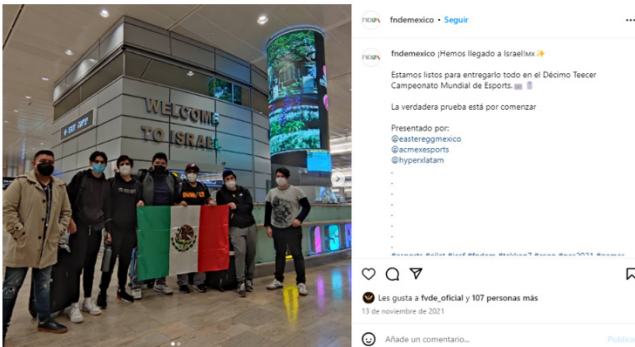 WELCOME
TO ISRAEL
fndemexico • Seguir
fndemexico ¡Hemos llegado a Israel!🇲🇽✨
Estamos listos para entregarlo todo en el Décimo Teecer
Campeonato Mundial de Esports.
La verdadera prueba está por comenzar
Presentado por:
@eastereggmexico
@acmexesports
@hyperxlatam
.
.
.
.
.
.
Les gusta a fvde_oficial y 107 personas más
13 de noviembre de 2021
Añade un comentario...
Publicar